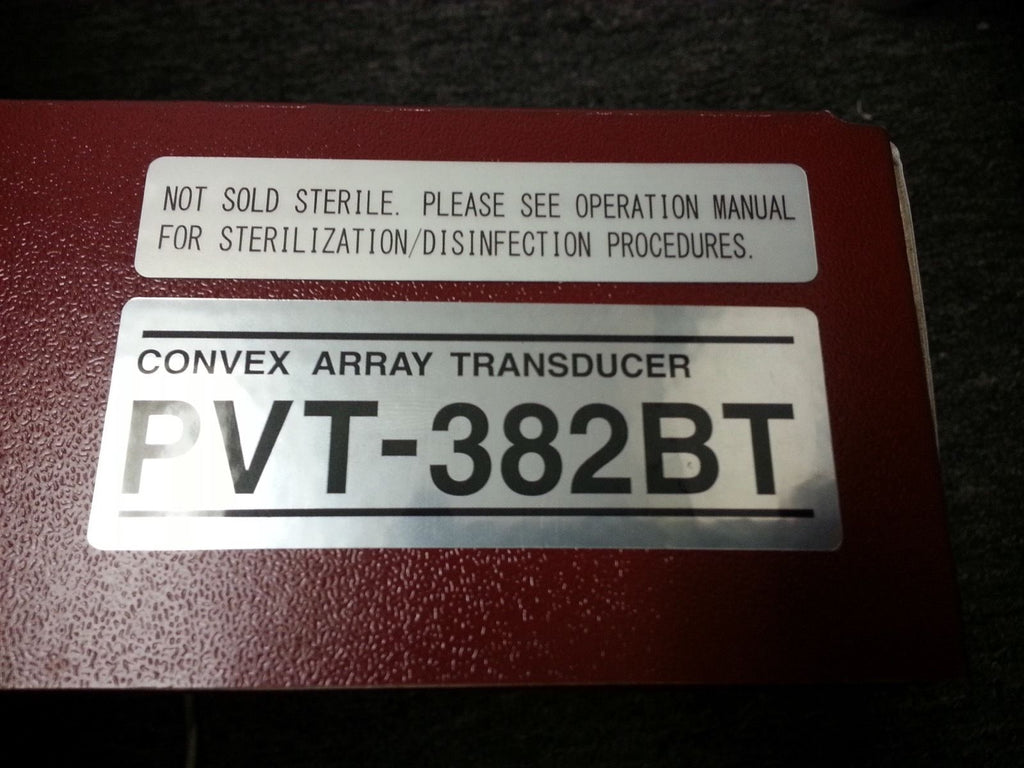 NOT SOLD STERILE. PLEASE SEE OPERATION MANUAL
FOR STERILIZATION/DISINFECTION PROCEDURES.
CONVEX ARRAY TRANSDUCER
PVT-382BT